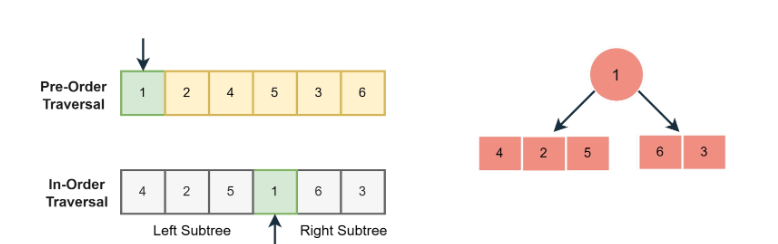 Pre-Order
Traversal
1 2 4 5 3 6
In-Order
Traversal
4 2 5 1 6 3
Left Subtree Right Subtree
1
4 2 5 6 3